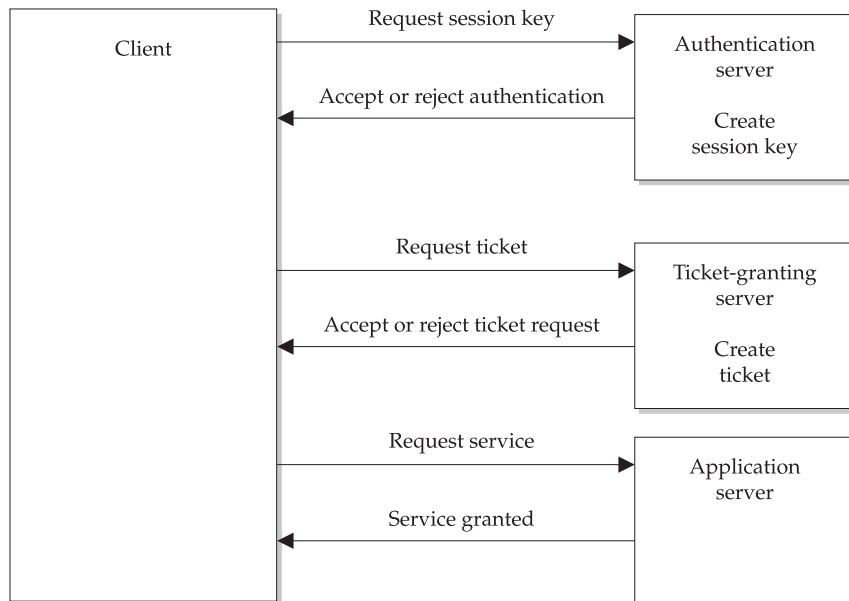 Client
Request session key
Accept or reject authentication
Authentication
server
Create
session key
Request ticket
Accept or reject ticket request
Ticket-granting
server
Create
ticket
Request service
Service granted
Application
server